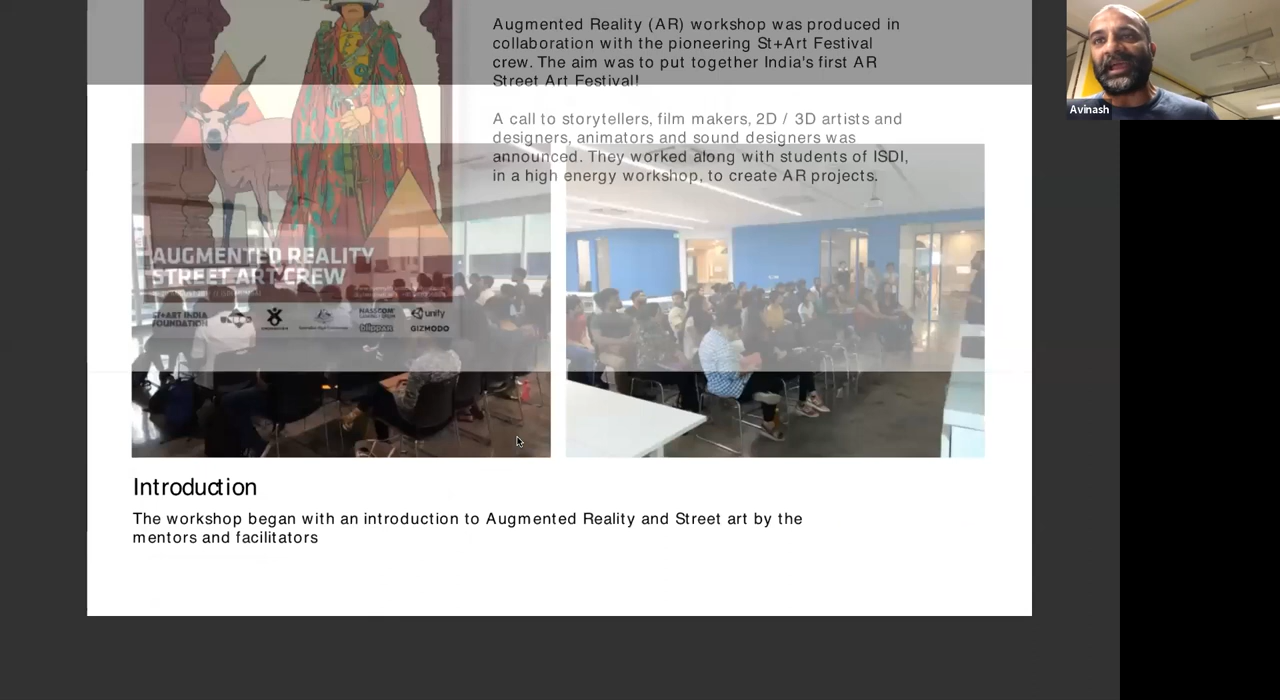 Augmented Reality (AR) workshop was produced in
collaboration with the pioneering St+Art Festival
crew. The aim was to put together India's first AR
Street Art Festival!
A call to storytellers, film makers, 2D / 3D artists and
designers, animators and sound designers was
announced. They worked along with students of ISDI,
in a high energy workshop, to create AR projects.
Avinash
AUGMENTED REALITY
STREET ART CREW
ST+ART INDIA
FOUNDATION
NASSCOM
unity
blippar
GIZMODO
Introduction
The workshop began with an introduction to Augmented Reality and Street art by the
mentors and facilitators